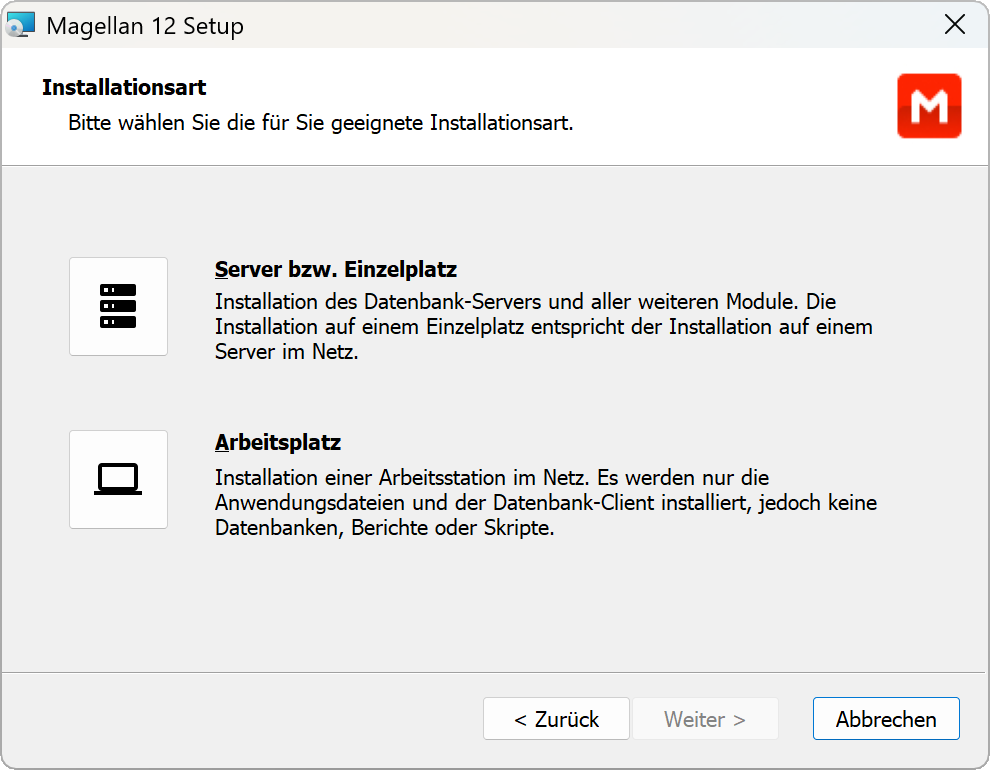 Magellan 12 Setup
Installationsart
Bitte wählen Sie die für Sie geeignete Installationsart.
M
Server bzw. Einzelplatz
Installation des Datenbank-Servers und aller weiteren Module. Die
Installation auf einem Einzelplatz entspricht der Installation auf einem
Server im Netz.
Arbeitsplatz
Installation einer Arbeitsstation im Netz. Es werden nur die
Anwendungsdateien und der Datenbank-Client installiert, jedoch keine
Datenbanken, Berichte oder Skripte.
< Zurück
Weiter >
Abbrechen